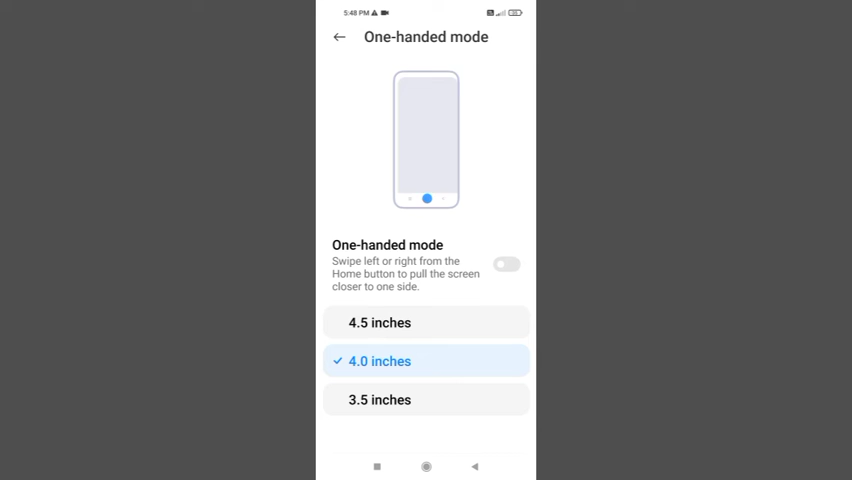 5:48 PM
One-handed mode
One-handed mode
Swipe left or right from the
Home button to pull the screen
closer to one side.
4.5 inches
4.0 inches
3.5 inches